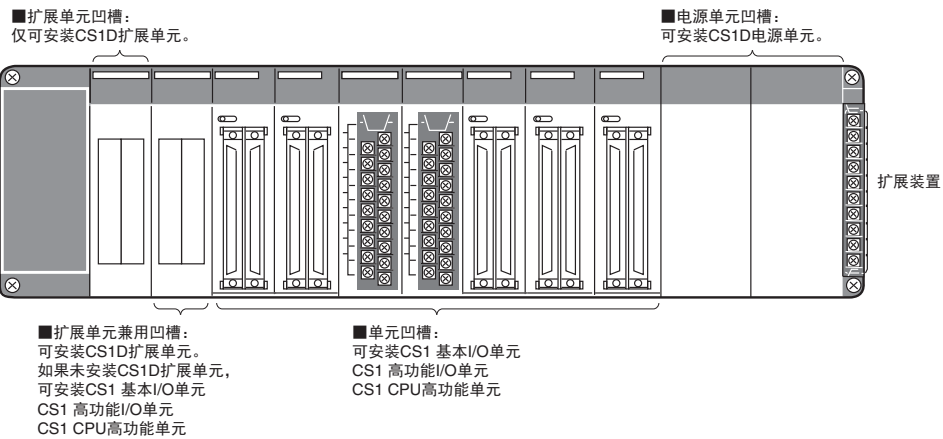 ■扩展单元凹槽：
仅可安装CS1D扩展单元。
■电源单元凹槽：
可安装CS1D电源单元。
扩展装置
■扩展单元兼用凹槽：
可安装CS1D扩展单元。
如果未安装CS1D扩展单元，
可安装CS1 基本I/O单元
CS1 高功能I/O单元
CS1 CPU高功能单元
■单元凹槽：
可安装CS1 基本I/O单元
CS1 高功能I/O单元
CS1 CPU高功能单元